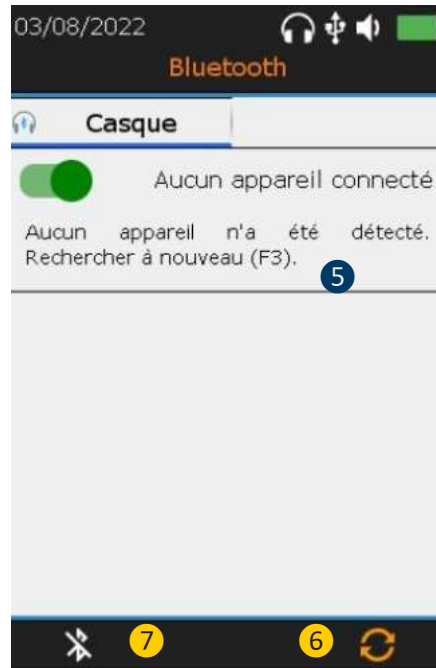 03/08/2022
Bluetooth
Casque
Aucun appareil connecté
Aucun appareil n'a été détecté.
Rechercher à nouveau (F3).
5
7 6